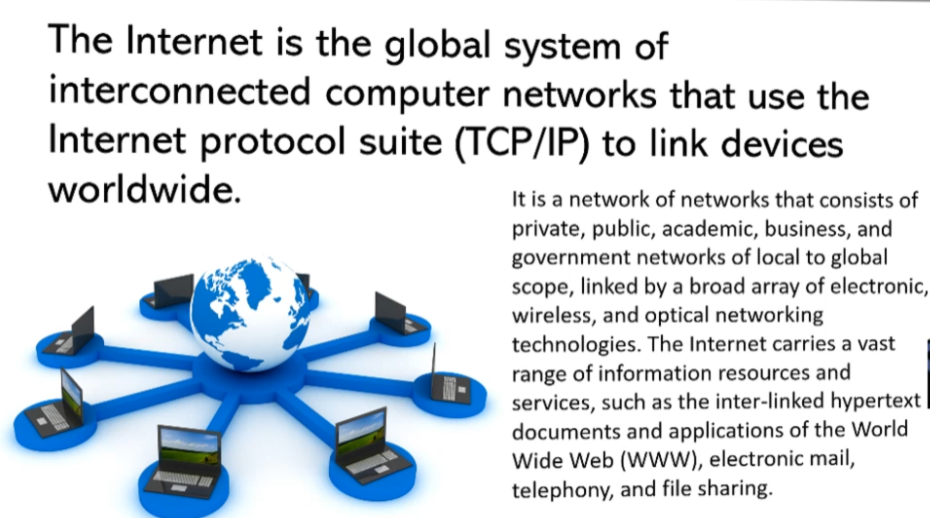 The Internet is the global system of
interconnected computer networks that use the
Internet protocol suite (TCP/IP) to link devices
worldwide.
It is a network of networks that consists of
private, public, academic, business, and
government networks of local to global
scope, linked by a broad array of electronic,
wireless, and optical networking
technologies. The Internet carries a vast
range of information resources and
services, such as the inter-linked hypertext
documents and applications of the World
Wide Web (WWW), electronic mail,
telephony, and file sharing.